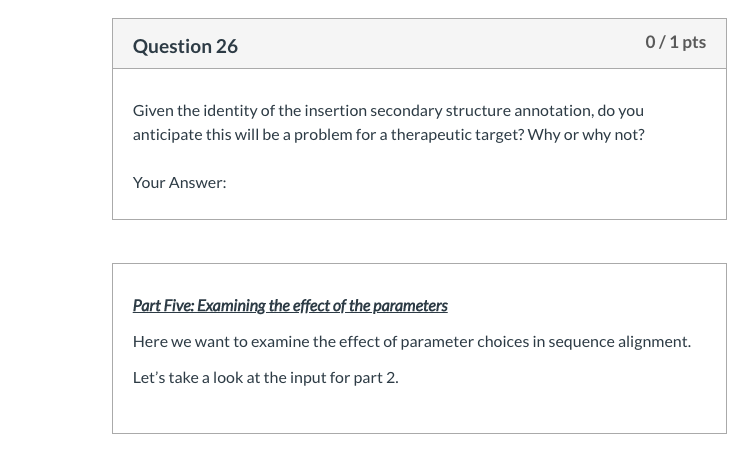 Question 26
0 / 1 pts
Given the identity of the insertion secondary structure annotation, do you
anticipate this will be a problem for a therapeutic target? Why or why not?
Your Answer:
Part Five: Examining the effect of the parameters
Here we want to examine the effect of parameter choices in sequence alignment.
Let’s take a look at the input for part 2.